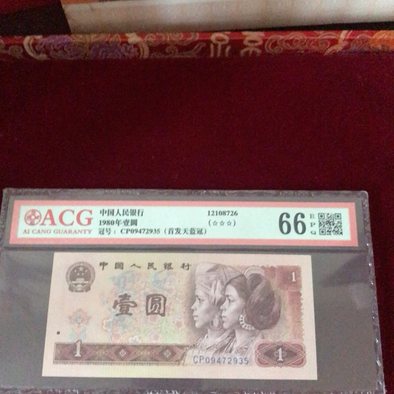 ACG
AI CANG GUARANTY
中国人民银行
1980年壹圆
冠号：CP09472935（首发天蓝冠）
12108726
(☆☆☆)
66
EPG
中国人民银行
1
壹圆
1
1
CP09472935